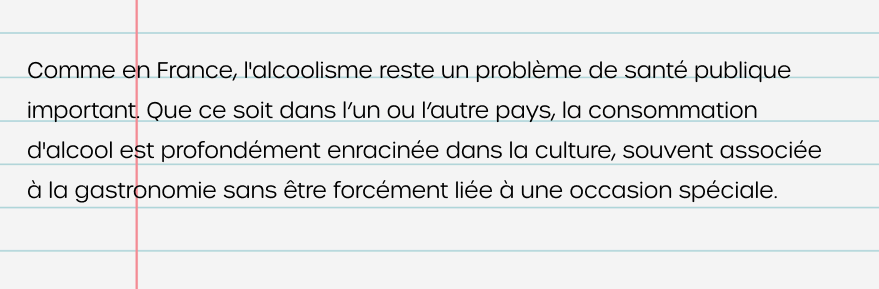 Comme en France, l'alcoolisme reste un problème de santé publique
important. Que ce soit dans l’un ou l’autre pays, la consommation
d'alcool est profondément enracinée dans la culture, souvent associée
à la gastronomie sans être forcément liée à une occasion spéciale.